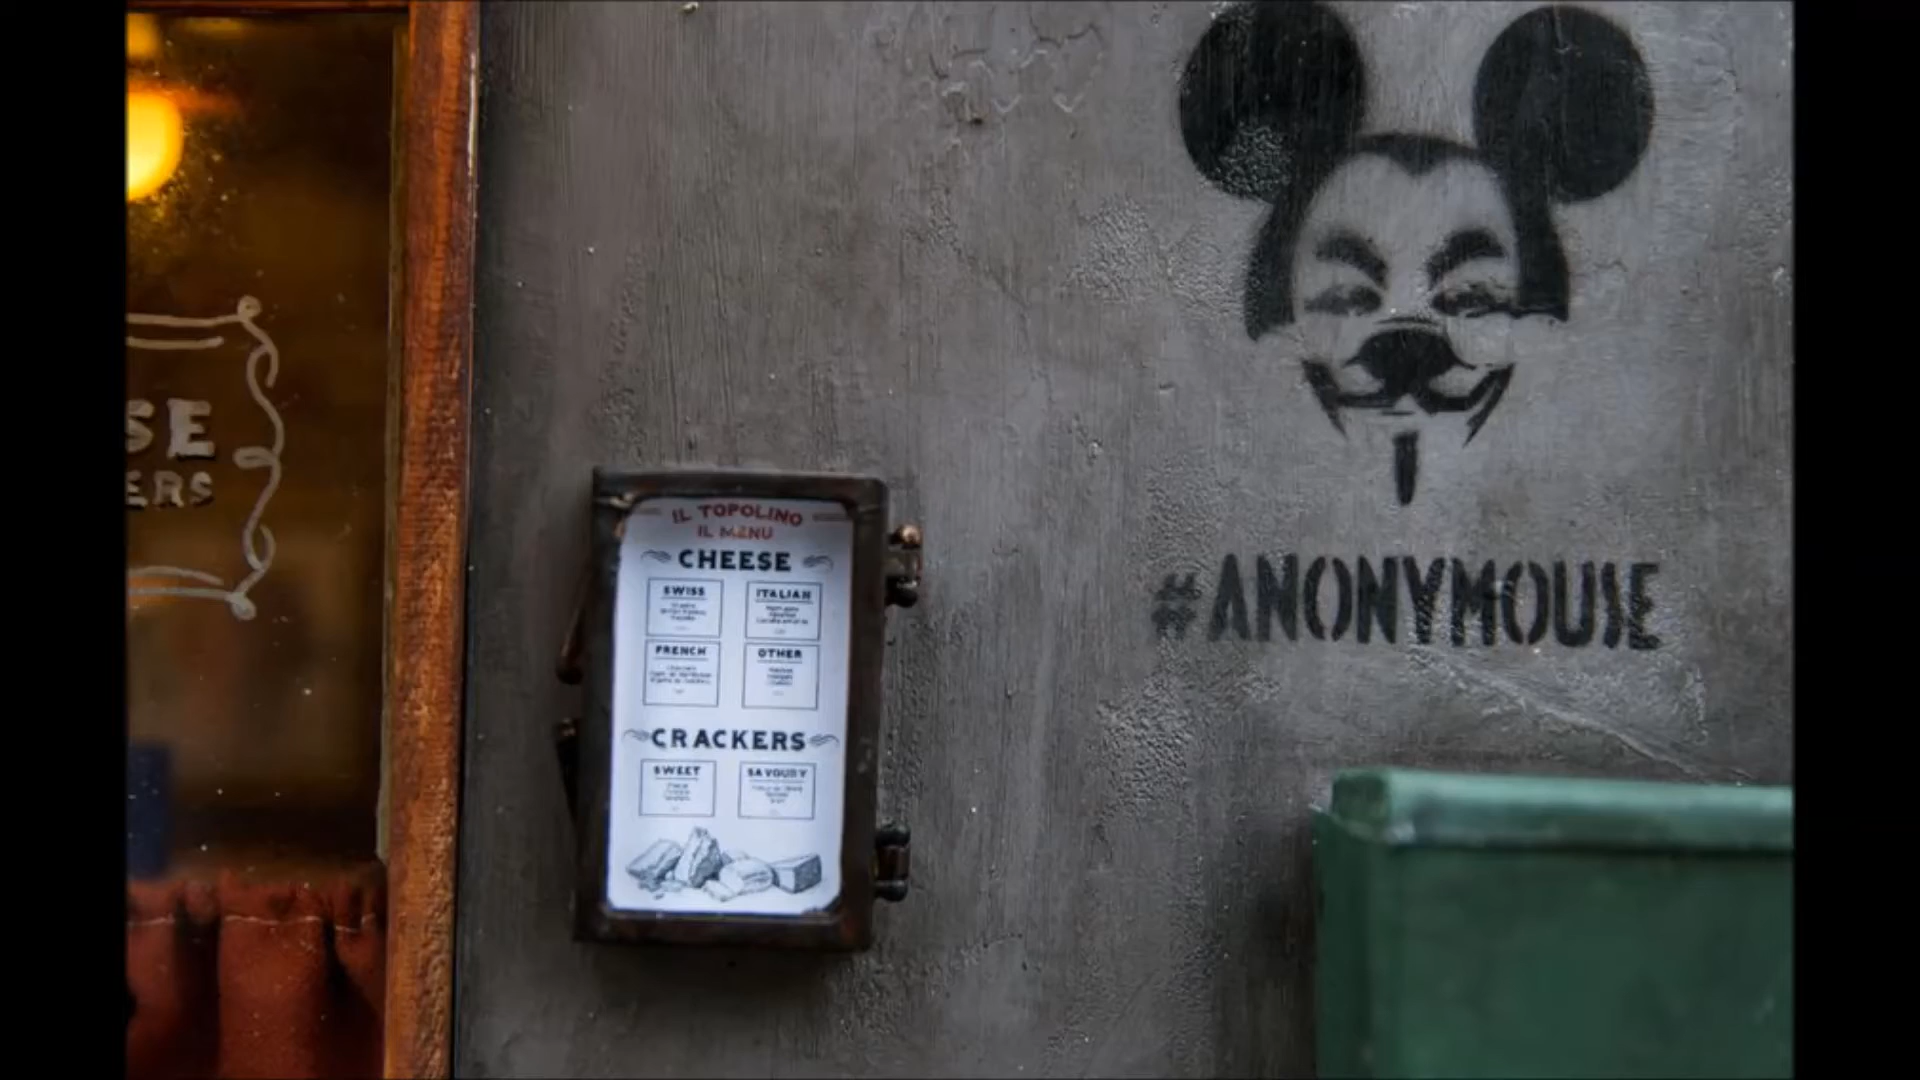 SE
ERS
IL TOPOLINO
IL MENU
CHEESE
SWISS
ITALIAN
FRENCH
OTHER
CRACKERS
SWEET
SAVOURY
#ANONYMOUSE